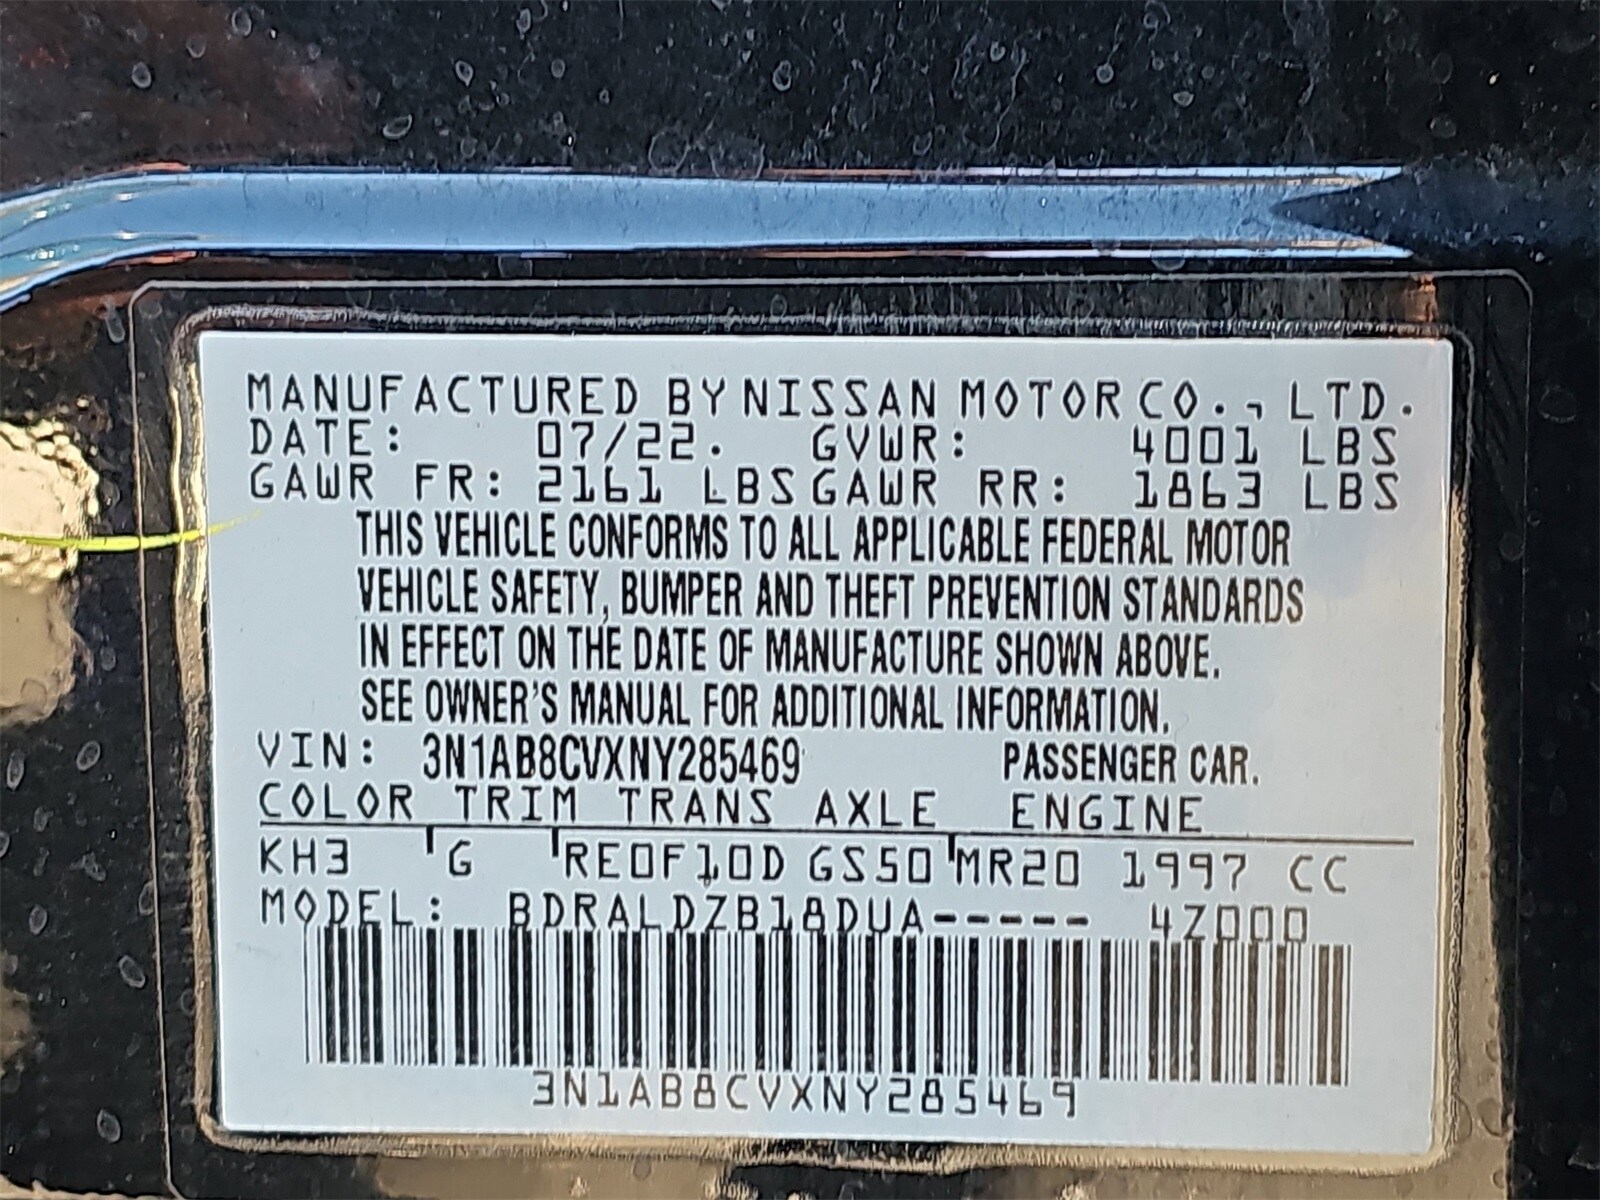 MANUFACTURED BY NISSAN MOTOR CO., LTD.
DATE: 07/22. GVWR: 4001 LBS
GAWR FR: 2161 LBS GAWR RR: 1863 LBS
THIS VEHICLE CONFORMS TO ALL APPLICABLE FEDERAL MOTOR
VEHICLE SAFETY, BUMPER AND THEFT PREVENTION STANDARDS
IN EFFECT ON THE DATE OF MANUFACTURE SHOWN ABOVE.
SEE OWNER'S MANUAL FOR ADDITIONAL INFORMATION.
VIN: 3N1AB8CVXNY285469 PASSENGER CAR.
COLOR TRIM TRANS AXLE ENGINE
KH3 G RE0F10D GS50 MR20 1997 CC
MODEL: BDRALDZB18DUA----- 4Z000
3N1AB8CVXNY285469